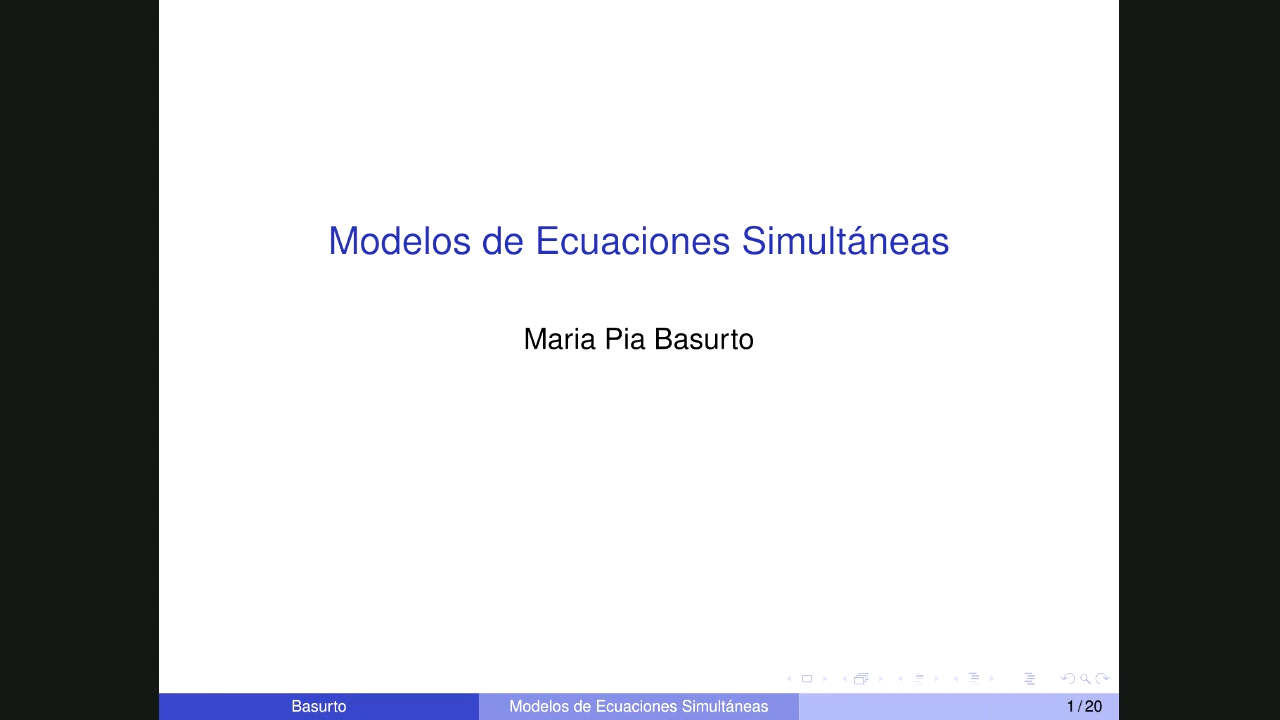 Modelos de Ecuaciones Simultáneas
Maria Pia Basurto
Basurto
Modelos de Ecuaciones Simultáneas
1 / 20